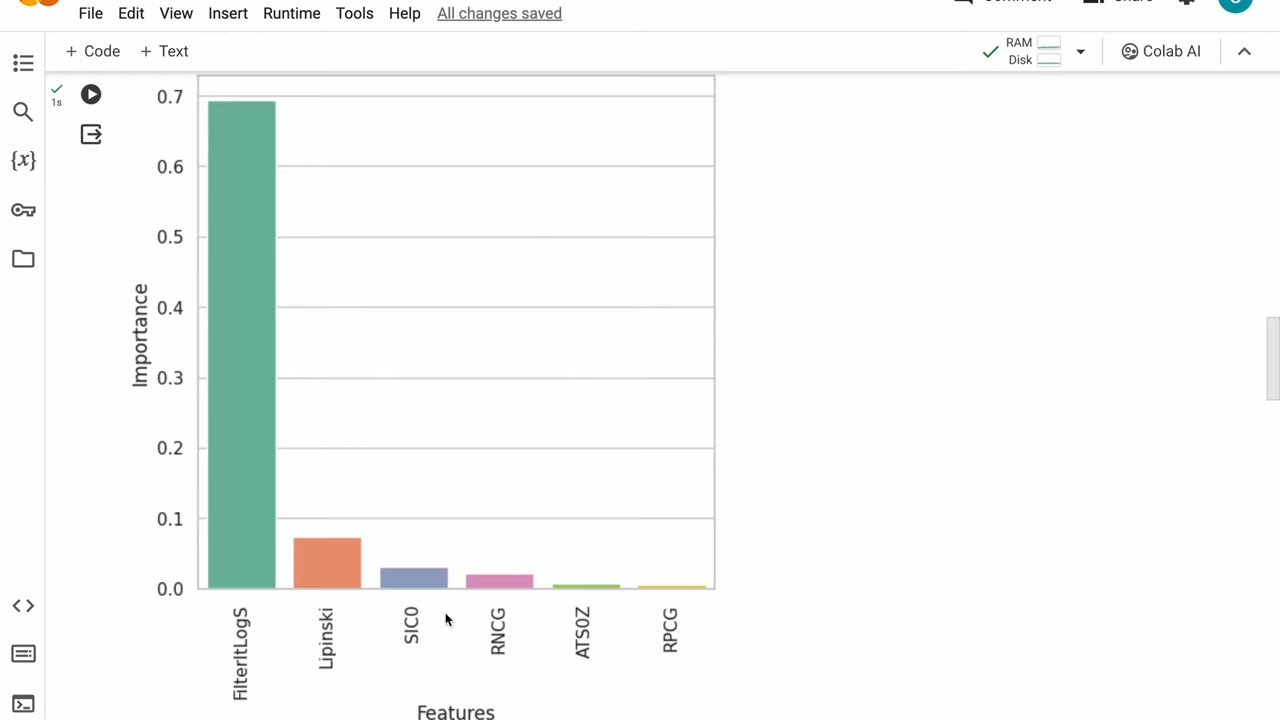 File Edit View Insert Runtime Tools Help All changes saved
Comment Share
+ Code + Text
RAM
Disk
Colab AI
1s
{x}
0.7
0.6
0.5
0.4
0.3
0.2
0.1
0.0
Importance
FilterItLogS
Lipinski
SIC0
RNCG
ATS0Z
RPCG
Features